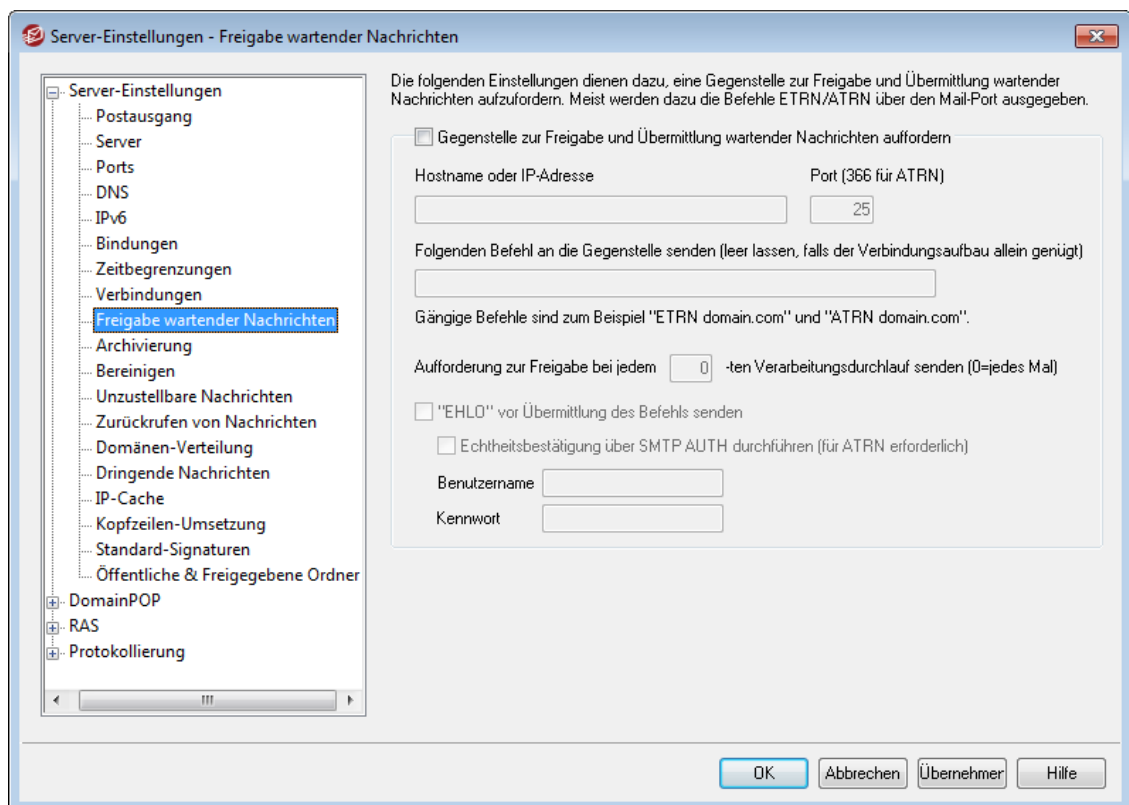 Server-Einstellungen - Freigabe wartender Nachrichten
Server-Einstellungen
Postausgang
Server
Ports
DNS
IPv6
Bindungen
Zeitbegrenzungen
Verbindungen
Freigabe wartender Nachrichten
Archivierung
Bereinigen
Unzustellbare Nachrichten
Zurückrufen von Nachrichten
Domänen-Verteilung
Dringende Nachrichten
IP-Cache
Kopfzeilen-Umsetzung
Standard-Signaturen
Öffentliche & Freigegebene Ordner
DomainPOP
RAS
Protokollierung
Die folgenden Einstellungen dienen dazu, eine Gegenstelle zur Freigabe und Übermittlung wartender
Nachrichten aufzufordern. Meist werden dazu die Befehle ETRN/ATRN über den Mail-Port ausgegeben.
Gegenstelle zur Freigabe und Übermittlung wartender Nachrichten auffordern
Hostname oder IP-Adresse Port (366 für ATRN)
25
Folgenden Befehl an die Gegenstelle senden (leer lassen, falls der Verbindungsaufbau allein genügt)
Gängige Befehle sind zum Beispiel "ETRN domain.com" und "ATRN domain.com".
Aufforderung zur Freigabe bei jedem 0 -ten Verarbeitungsdurchlauf senden (0=jedes Mal)
"EHLO" vor Übermittlung des Befehls senden
Echtheitsbestätigung über SMTP AUTH durchführen (für ATRN erforderlich)
Benutzername
Kennwort
OK Abbrechen Übernehmer Hilfe